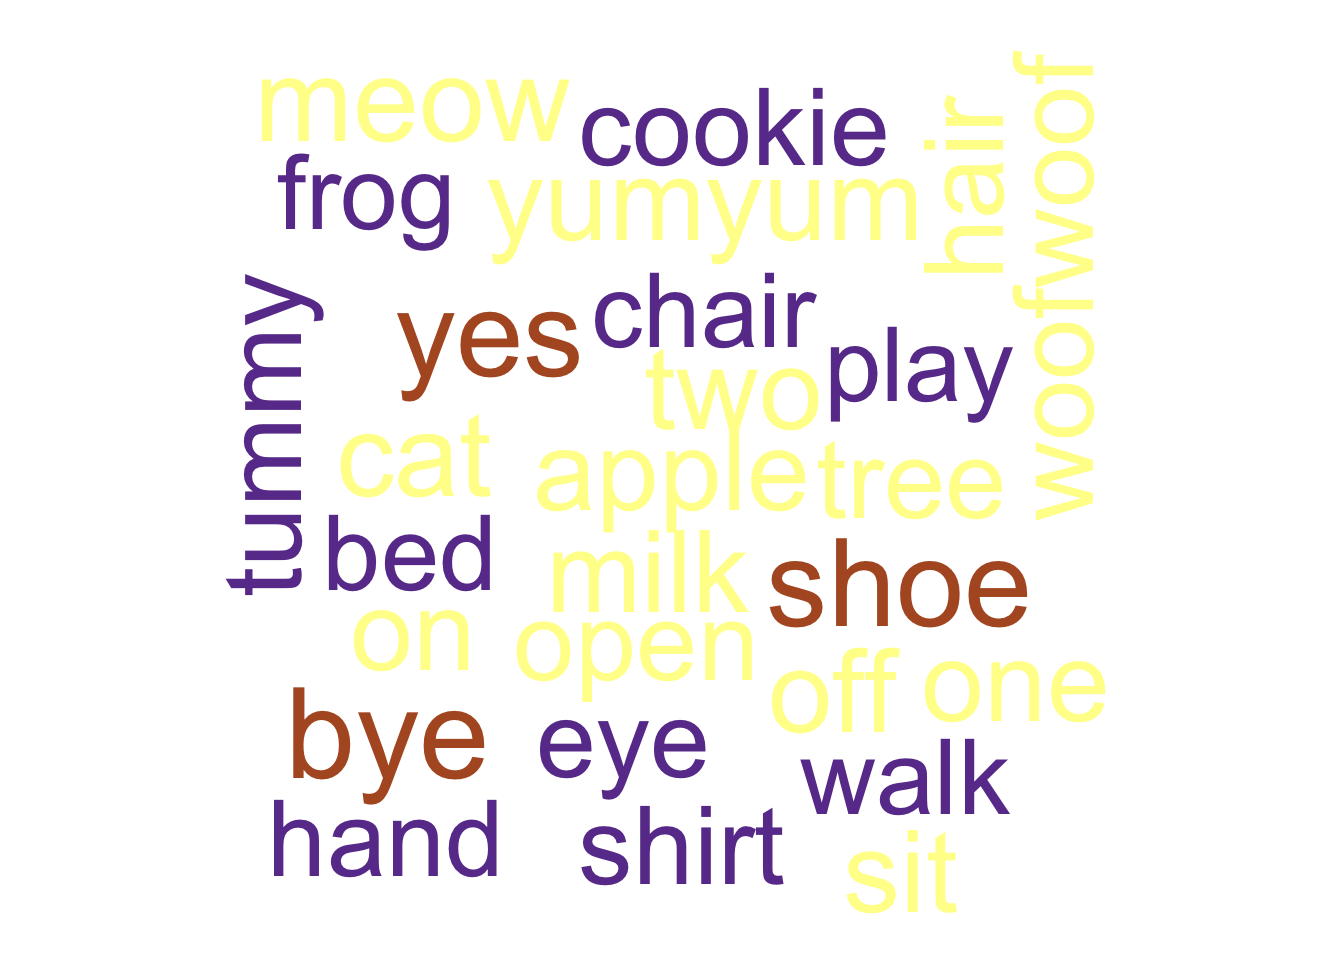 meow
cookie
hair
woofwoof
frog
yumyum
tummy
yes
chair
two
play
cat
apple
tree
bed
milk
shoe
on
open
off
one
bye
eye
walk
hand
shirt
sit